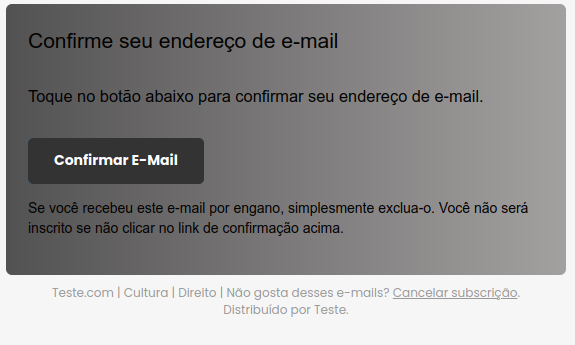 Confirme seu endereço de e-mail
Toque no botão abaixo para confirmar seu endereço de e-mail.
Confirmar E-Mail
Se você recebeu este e-mail por engano, simplesmente exclua-o. Você não será
inscrito se não clicar no link de confirmação acima.
Teste.com | Cultura | Direito | Não gosta desses e-mails? Cancelar subscrição.
Distribuído por Teste.